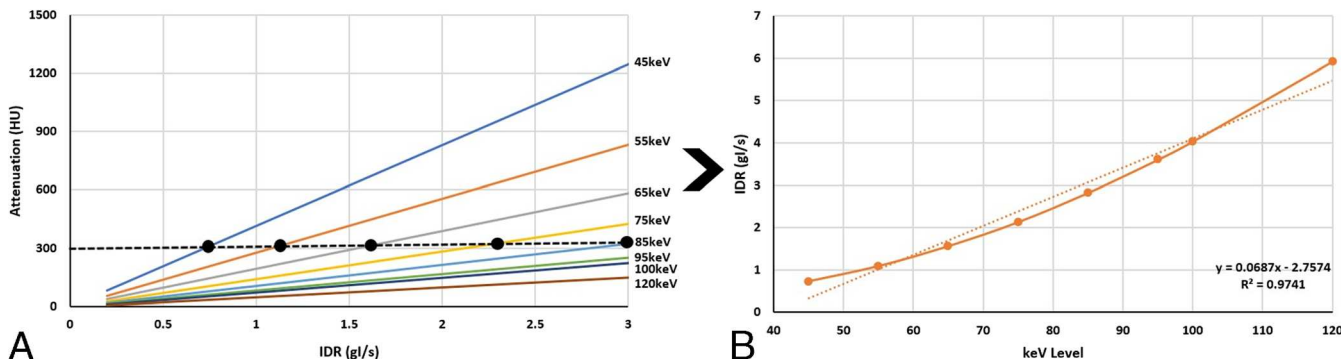 1500
1200
900
600
300
0
Attenuation (HU)
0 0.5 1 1.5 2 2.5 3
IDR (gI/s)
45keV
55keV
65keV
75keV
85keV
95keV
100keV
120keV
A
7
6
5
4
3
2
1
0
IDR (gI/s)
40 50 60 70 80 90 100 110 120
keV Level
y = 0.0687x - 2.7574
R² = 0.9741
B